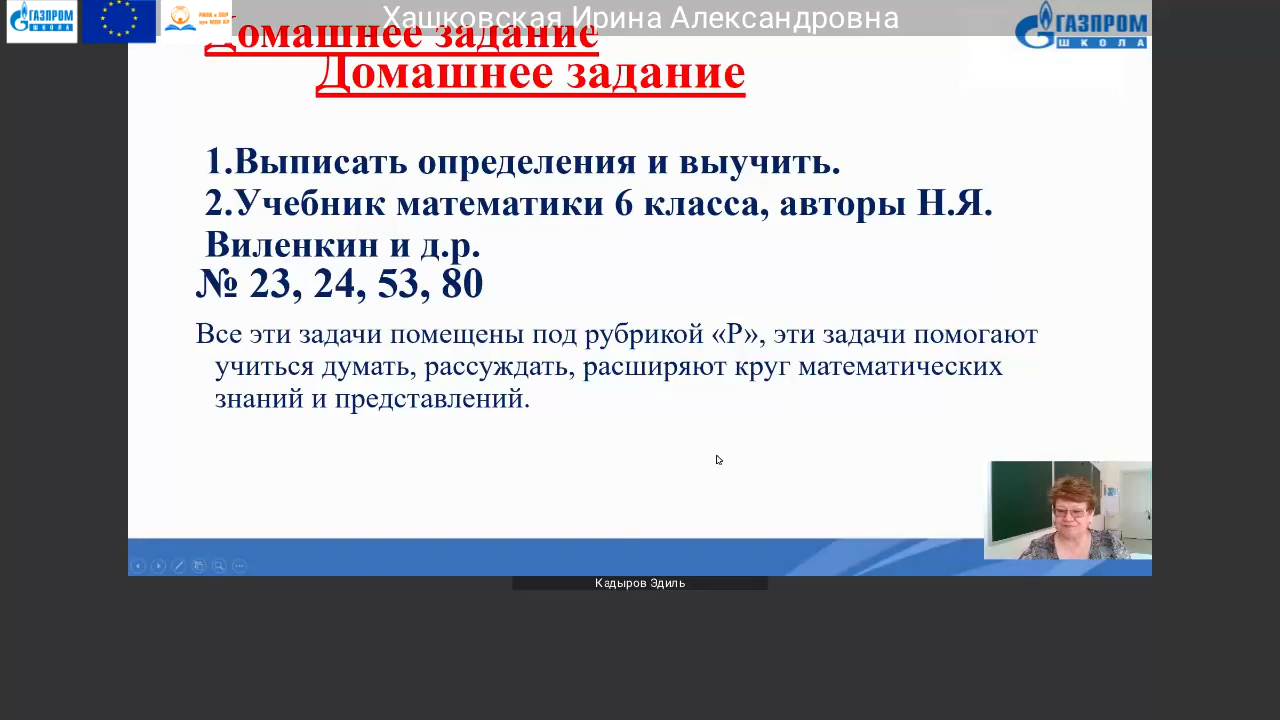 Хашковская Ирина Александровна
ГАЗПРОМ
ШКОЛА
ГАЗПРОМ
ШКОЛА
Домашнее задание
Домашнее задание
1.Выписать определения и выучить.
2.Учебник математики 6 класса, авторы Н.Я.
Виленкин и д.р.
№ 23, 24, 53, 80
Все эти задачи помещены под рубрикой «Р», эти задачи помогают
учиться думать, рассуждать, расширяют круг математических
знаний и представлений.
Кадыров Эдиль